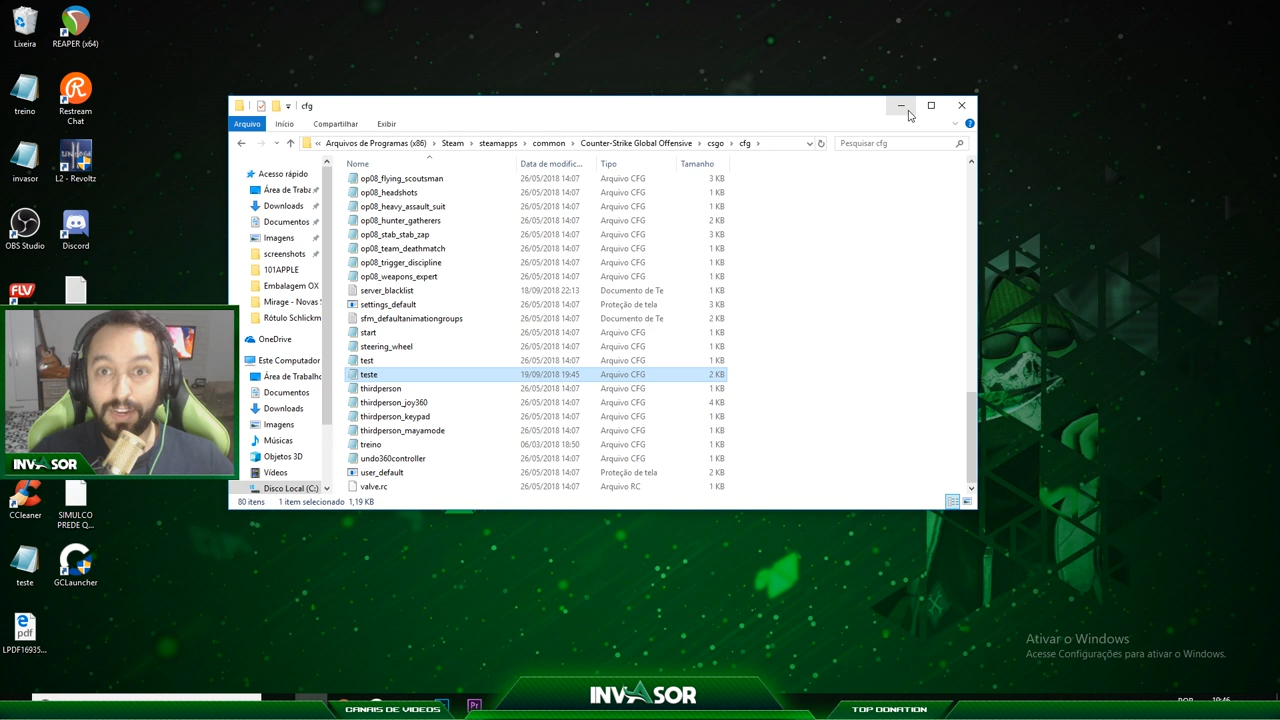 Lixeira
REAPER (x64)
treino
Restream Chat
invasor
L2 - Revoltz
OBS Studio
Discord
FLV
CCleaner
SIMULCO PREDE Q...
teste
GCLauncher
pdf
LPDF16935...
cfg
Arquivo Início Compartilhar Exibir
« Arquivos de Programas (x86) > Steam > steamapps > common > Counter-Strike Global Offensive > csgo > cfg >
Pesquisar cfg
Acesso rápido
Área de Traba
Downloads
Documentos
Imagens
screenshots
101APPLE
Embalagem OX
Mirage - Novas S
Rótulo Schlickm
OneDrive
Este Computador
Área de Trabalho
Documentos
Downloads
Imagens
Músicas
Objetos 3D
Vídeos
Disco Local (C:)
Nome Data de modific... Tipo Tamanho
op08_flying_scoutsman 26/05/2018 14:07 Arquivo CFG 3 KB
op08_headshots 26/05/2018 14:07 Arquivo CFG 1 KB
op08_heavy_assault_suit 26/05/2018 14:07 Arquivo CFG 1 KB
op08_hunter_gatherers 26/05/2018 14:07 Arquivo CFG 2 KB
op08_stab_stab_zap 26/05/2018 14:07 Arquivo CFG 3 KB
op08_team_deathmatch 26/05/2018 14:07 Arquivo CFG 1 KB
op08_trigger_discipline 26/05/2018 14:07 Arquivo CFG 1 KB
op08_weapons_expert 26/05/2018 14:07 Arquivo CFG 1 KB
server_blacklist 18/09/2018 22:13 Documento de Te 1 KB
settings_default 26/05/2018 14:07 Proteção de tela 3 KB
sfm_defaultanimationgroups 26/05/2018 14:07 Documento de Te 1 KB
start 26/05/2018 14:07 Arquivo CFG 1 KB
steering_wheel 26/05/2018 14:07 Arquivo CFG 1 KB
test 26/05/2018 14:07 Arquivo CFG 1 KB
teste 19/09/2018 19:45 Arquivo CFG 2 KB
thirdperson 26/05/2018 14:07 Arquivo CFG 1 KB
thirdperson_joy360 26/05/2018 14:07 Arquivo CFG 4 KB
thirdperson_keypad 26/05/2018 14:07 Arquivo CFG 1 KB
thirdperson_mayamode 26/05/2018 14:07 Arquivo CFG 1 KB
treino 06/03/2018 18:50 Arquivo CFG 1 KB
undo360controller 26/05/2018 14:07 Arquivo CFG 1 KB
user_default 26/05/2018 14:07 Proteção de tela 2 KB
valve.rc 26/05/2018 14:07 Arquivo RC 1 KB
80 itens 1 item selecionado 1,19 KB
INVASOR
Ativar o Windows
Acesse Configurações para ativar o Windows.
Pr
CANAIS DE VIDEOS
INVASOR
TOP DONATION